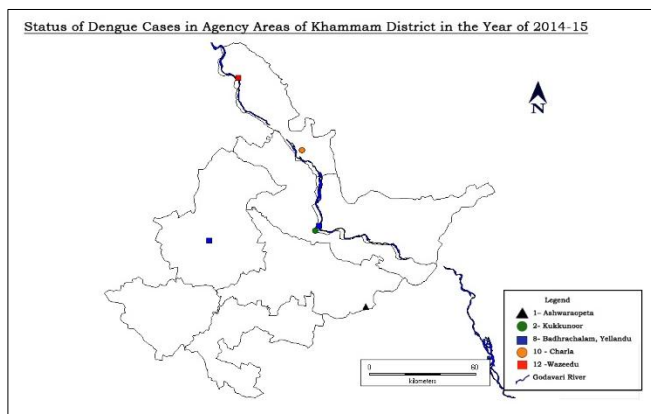 Status of Dengue Cases in Agency Areas of Khammam District in the Year of 2014-15
N
Legend
1- Ashwaraopeta
2- Kukkunoor
8- Badhrachalam, Yellandu
10 - Charla
12 -Wazeedu
Godavari River
0 60
kilometers